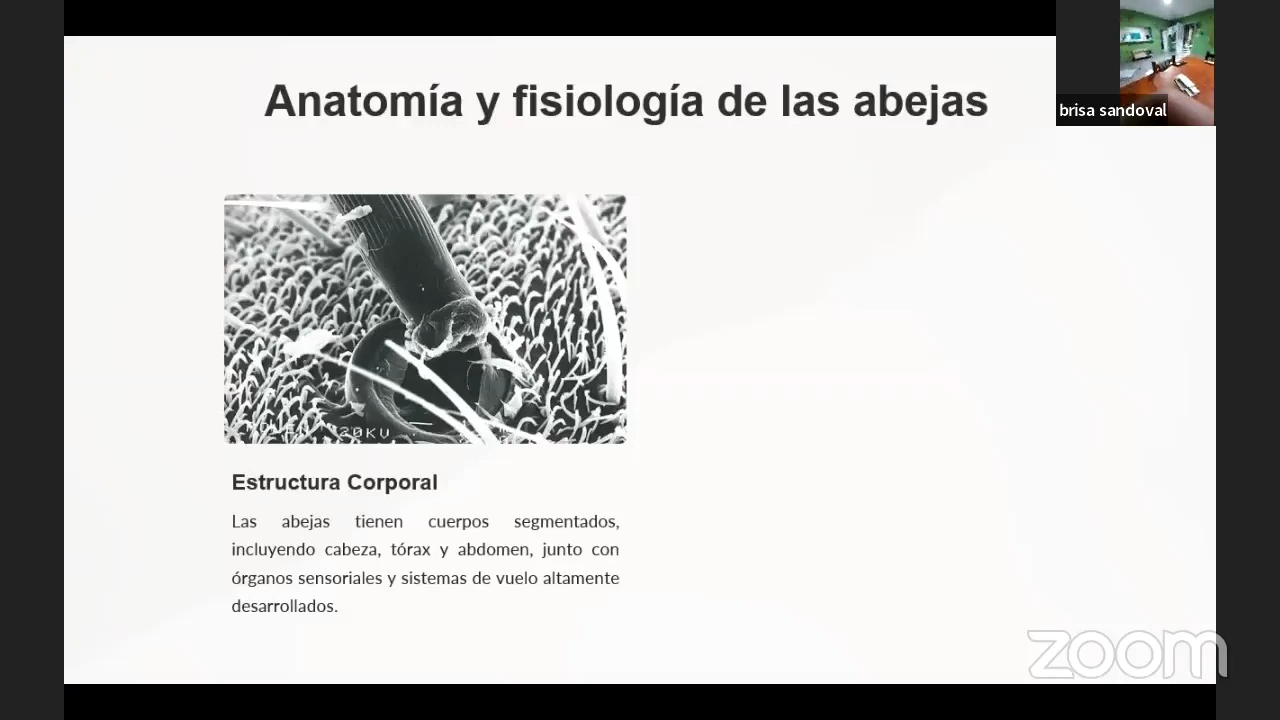 Anatomía y fisiología de las abejas
brisa sandoval
20KU
Estructura Corporal
Las abejas tienen cuerpos segmentados,
incluyendo cabeza, tórax y abdomen, junto con
órganos sensoriales y sistemas de vuelo altamente
desarrollados.
zoom